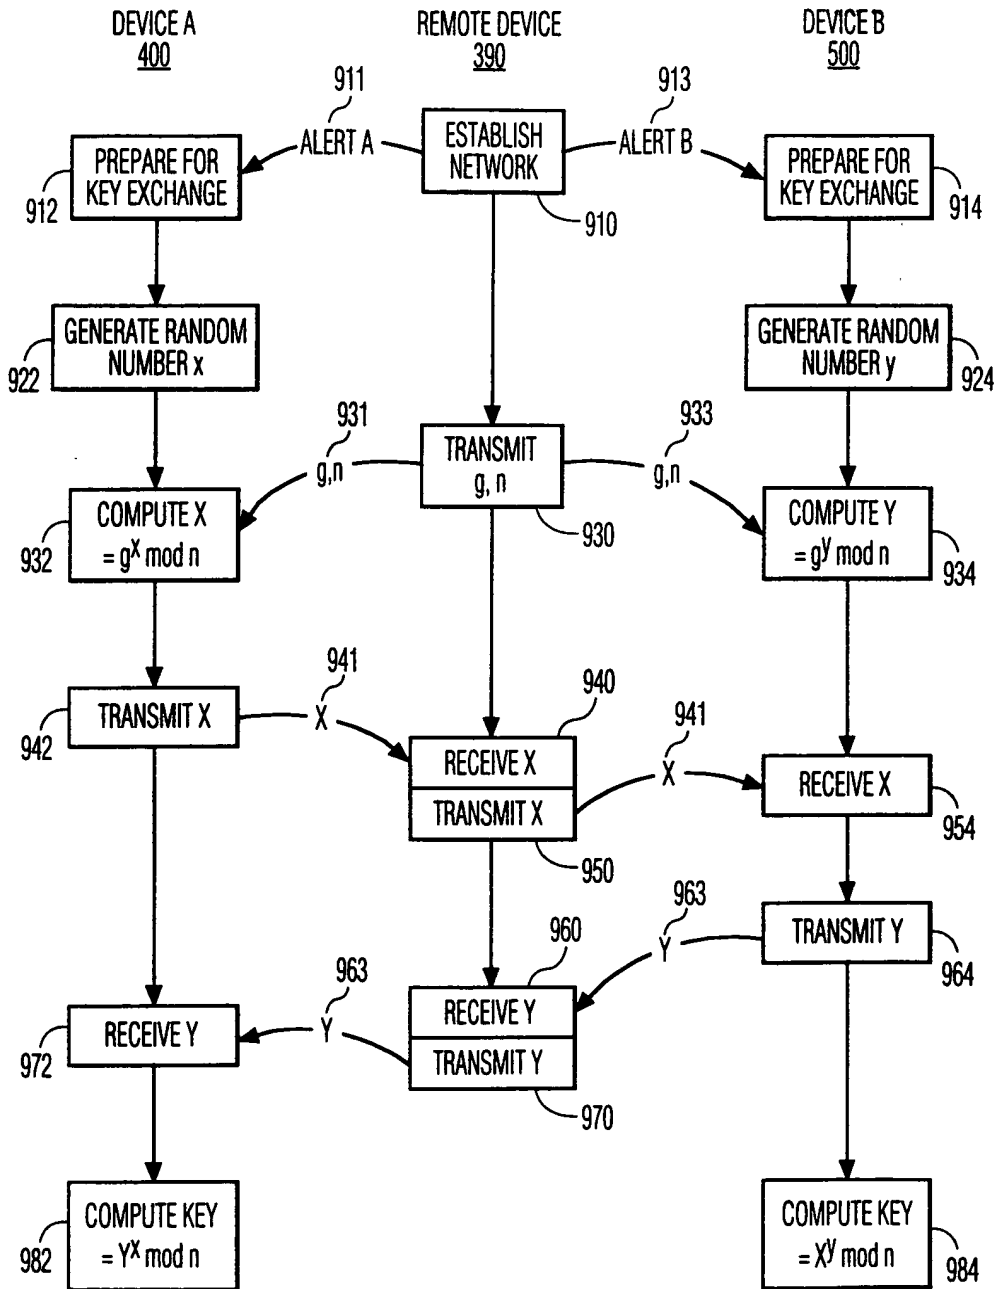 DEVICE A
400
REMOTE DEVICE
390
DEVICE B
500
911
913
ALERT A
ESTABLISH
NETWORK
ALERT B
PREPARE FOR
KEY EXCHANGE
PREPARE FOR
KEY EXCHANGE
912
910
914
GENERATE RANDOM
NUMBER x
GENERATE RANDOM
NUMBER y
922
924
931
933
g,n
TRANSMIT
g, n
g,n
COMPUTE X
= g^x mod n
COMPUTE Y
= g^y mod n
932
930
934
941
940
941
TRANSMIT X
X
942
RECEIVE X
TRANSMIT X
X
RECEIVE X
954
950
963
960
Y
TRANSMIT Y
964
963
RECEIVE Y
Y
RECEIVE Y
TRANSMIT Y
972
970
COMPUTE KEY
= Y^x mod n
COMPUTE KEY
= X^y mod n
982
984